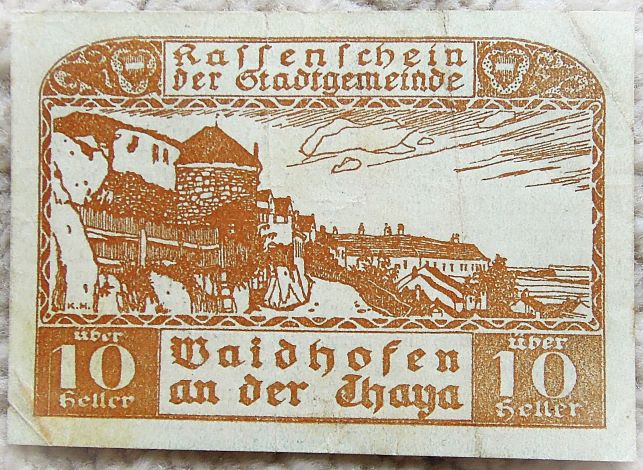 Kassenschein
der Stadtgemeinde
K.H.
über
10
Heller
Waidhofen
an der Thaya
über
10
Heller